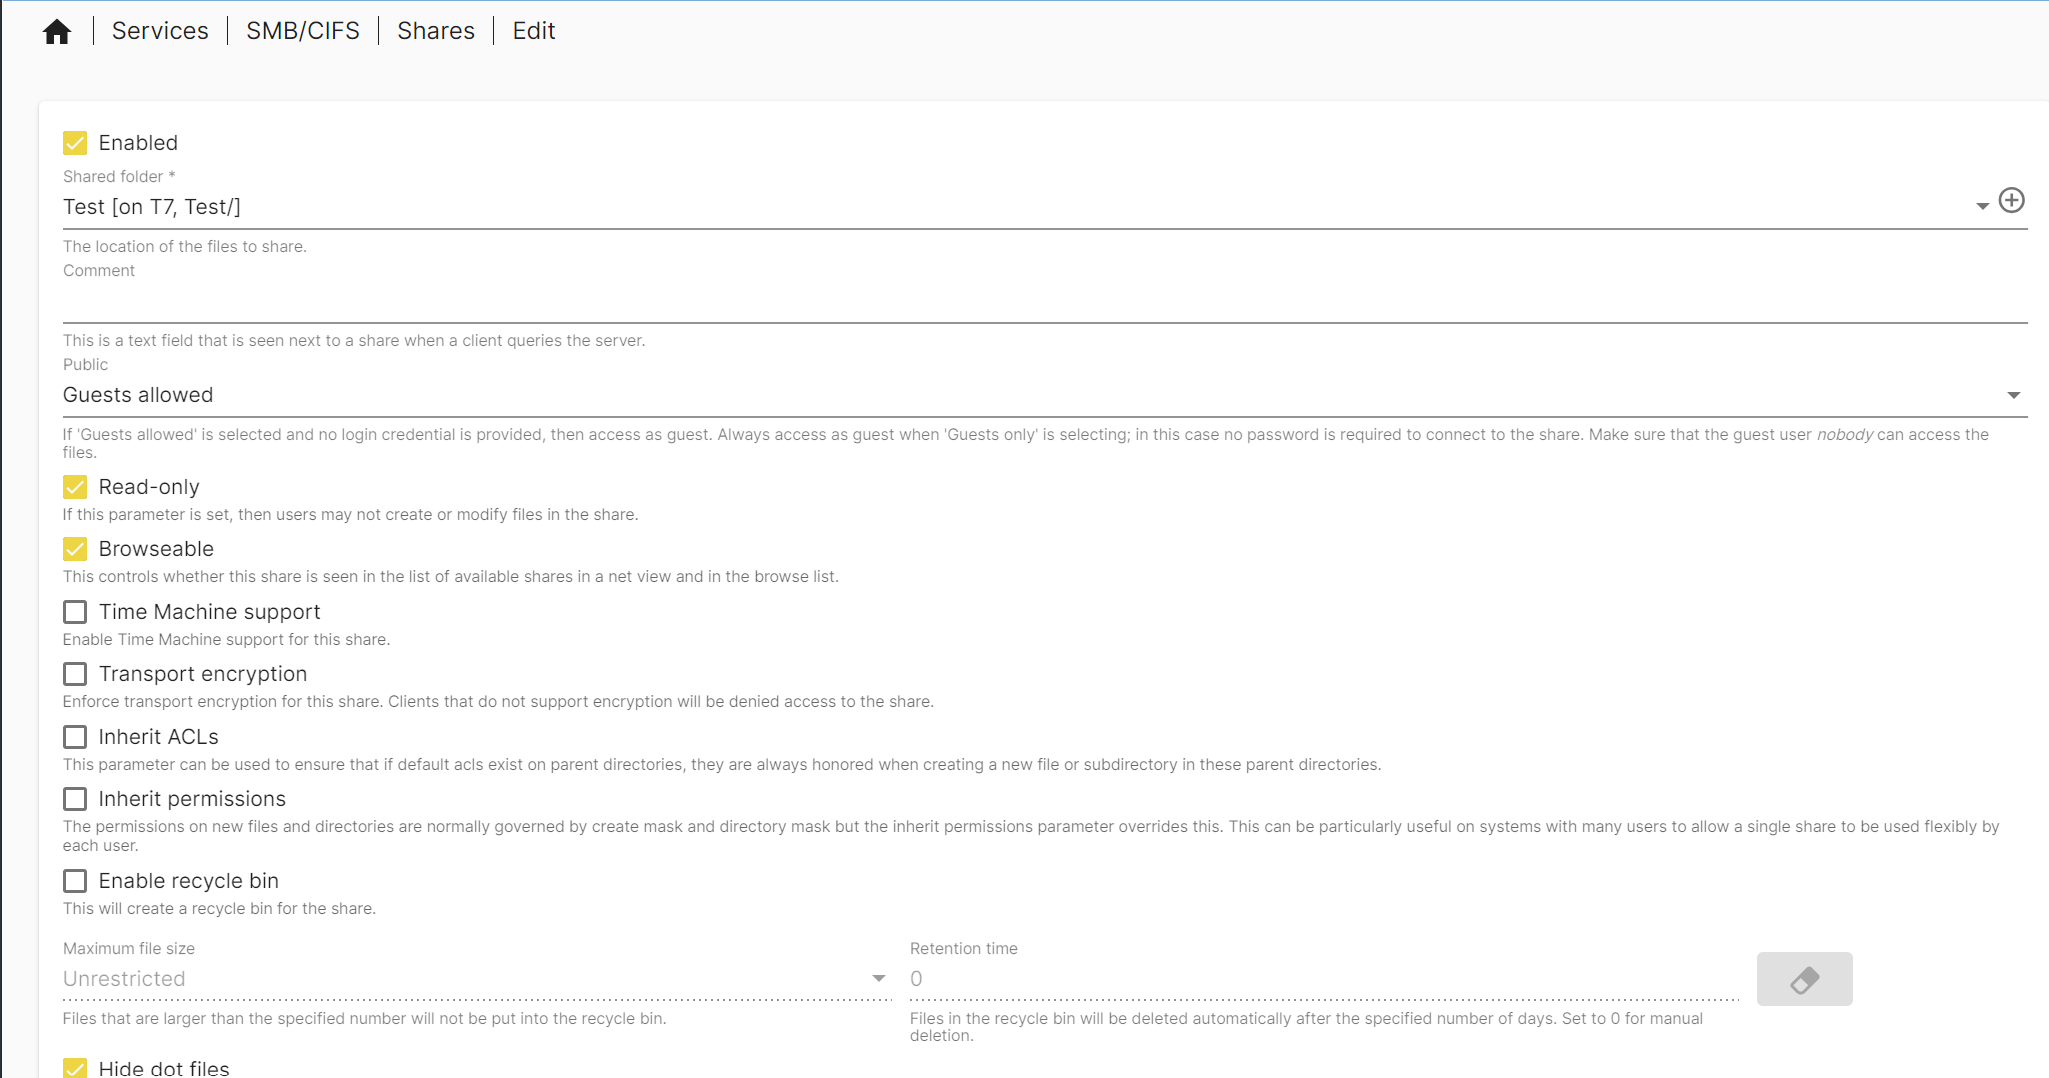 Services | SMB/CIFS | Shares | Edit
Enabled
Shared folder *
Test [on T7, Test/]
The location of the files to share.
Comment
This is a text field that is seen next to a share when a client queries the server.
Public
Guests allowed
If 'Guests allowed' is selected and no login credential is provided, then access as guest. Always access as guest when 'Guests only' is selecting; in this case no password is required to connect to the share. Make sure that the guest user nobody can access the
files.
Read-only
If this parameter is set, then users may not create or modify files in the share.
Browseable
This controls whether this share is seen in the list of available shares in a net view and in the browse list.
Time Machine support
Enable Time Machine support for this share.
Transport encryption
Enforce transport encryption for this share. Clients that do not support encryption will be denied access to the share.
Inherit ACLs
This parameter can be used to ensure that if default acls exist on parent directories, they are always honored when creating a new file or subdirectory in these parent directories.
Inherit permissions
The permissions on new files and directories are normally governed by create mask and directory mask but the inherit permissions parameter overrides this. This can be particularly useful on systems with many users to allow a single share to be used flexibly by
each user.
Enable recycle bin
This will create a recycle bin for the share.
Maximum file size
Unrestricted
Files that are larger than the specified number will not be put into the recycle bin.
Retention time
0
Files in the recycle bin will be deleted automatically after the specified number of days. Set to 0 for manual
deletion.
Hide dot files